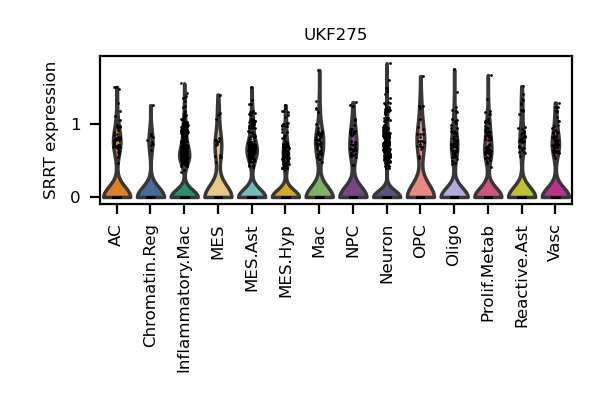 UKF275
SRRT expression
1
0
AC
Chromatin.Reg
Inflammatory.Mac
MES
MES.Ast
MES.Hyp
Mac
NPC
Neuron
OPC
Oligo
Prolif.Metab
Reactive.Ast
Vasc